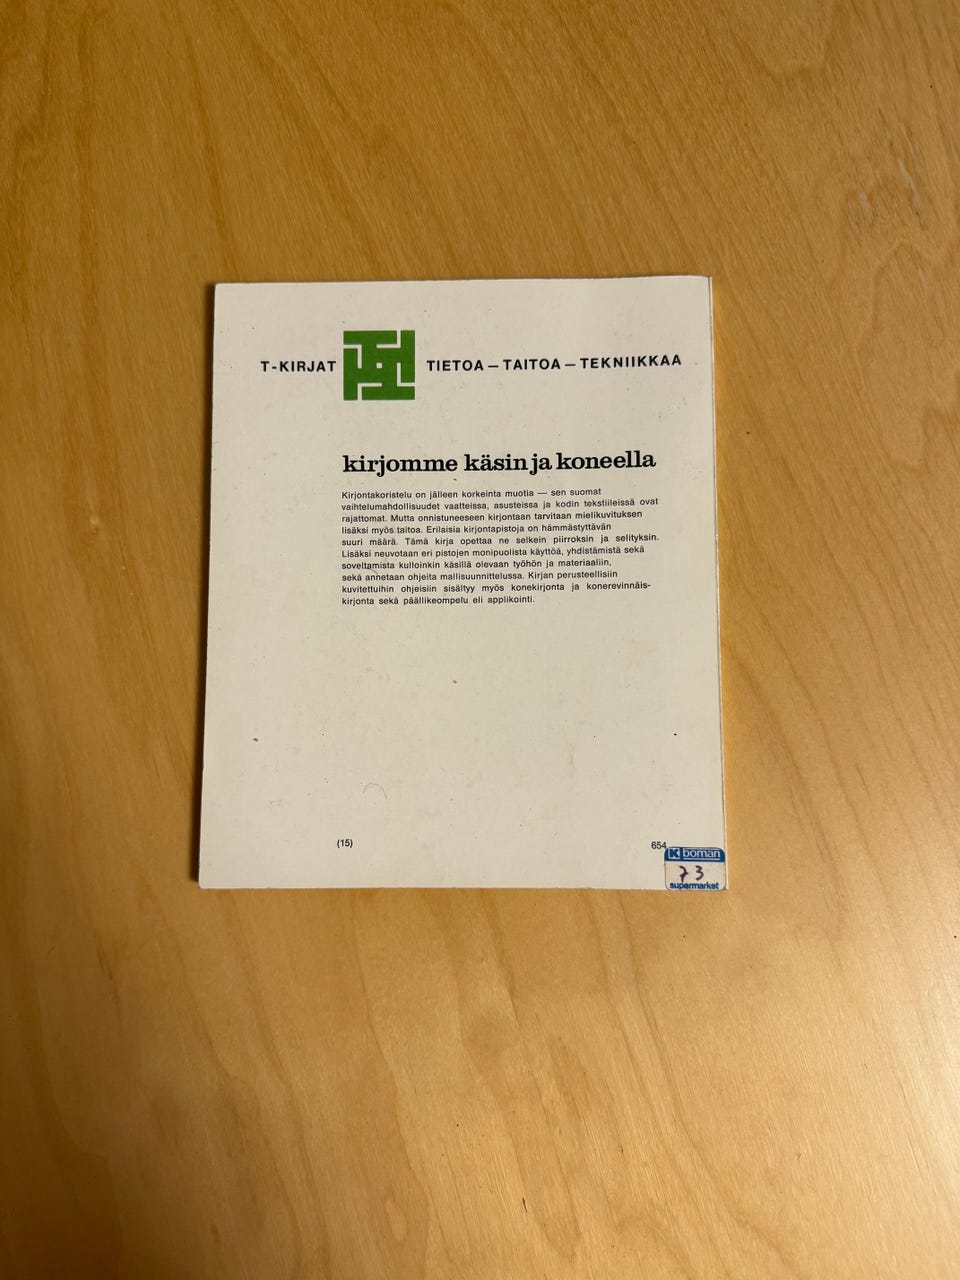 T-KIRJAT TIETOA — TAITOA — TEKNIIKKAA
kirjomme käsin ja koneella
Kirjontakoristelu on jälleen korkeinta muotia — sen suomat
vaihtelumahdollisuudet vaatteissa, asusteissa ja kodin tekstiileissä ovat
rajattomat. Mutta onnistuneeseen kirjontaan tarvitaan mielikuvituksen
lisäksi myös taitoa. Erilaisia kirjontapistoja on hämmästyttävän
suuri määrä. Tämä kirja opettaa ne selkein piirroksin ja selityksin.
Lisäksi neuvotaan eri pistojen monipuolista käyttöä, yhdistämistä sekä
soveltamista kulloinkin käsillä olevaan työhön ja materiaaliin,
sekä annetaan ohjeita mallisuunnittelussa. Kirjan perusteellisiin
kuvitettuihin ohjeisiin sisältyy myös konekirjonta ja konerevinnäis-
kirjonta sekä päällikeompelu eli applikointi.
(15)
654
K boman
73
supermarket